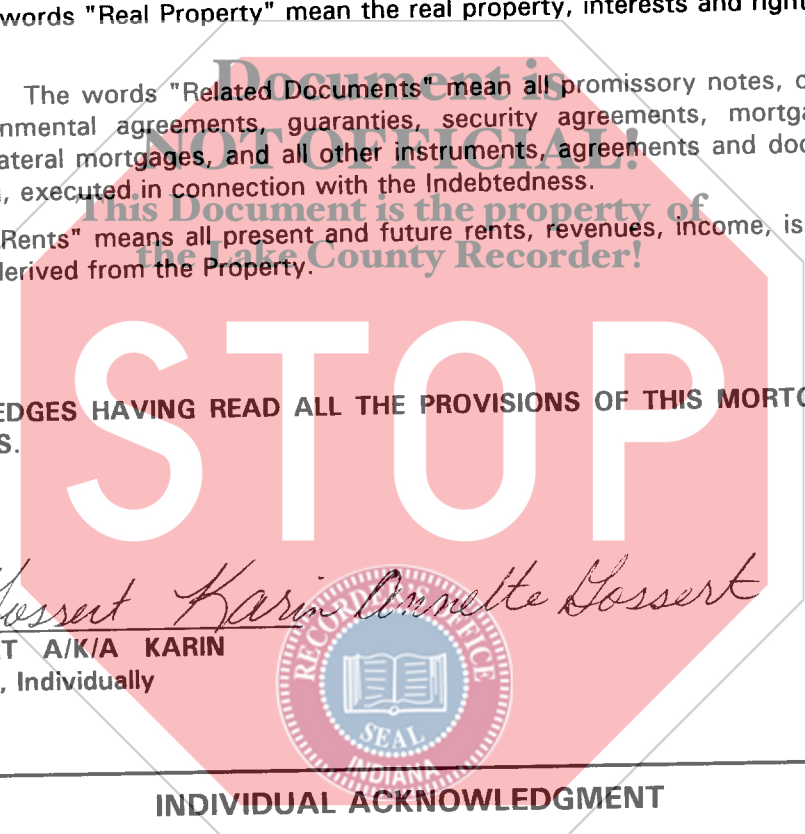 words "Real Property" mean the real property, interests and right
The words "Related Documents" mean all promissory notes, c
nmental agreements, guaranties, security agreements, mortga
ateral mortgages, and all other instruments, agreements and doc
, executed in connection with the Indebtedness.
Rents" means all present and future rents, revenues, income, is
derived from the Property.
Document is
NOT OFFICIAL!
This Document is the property of
the Lake County Recorder!
STOP
EDGES HAVING READ ALL THE PROVISIONS OF THIS MORTG
S.
Gossert Karin Annette Gossert
T A/K/A KARIN
, Individually
RECORDER'S OFFICE
SEAL
INDIANA
INDIVIDUAL ACKNOWLEDGMENT